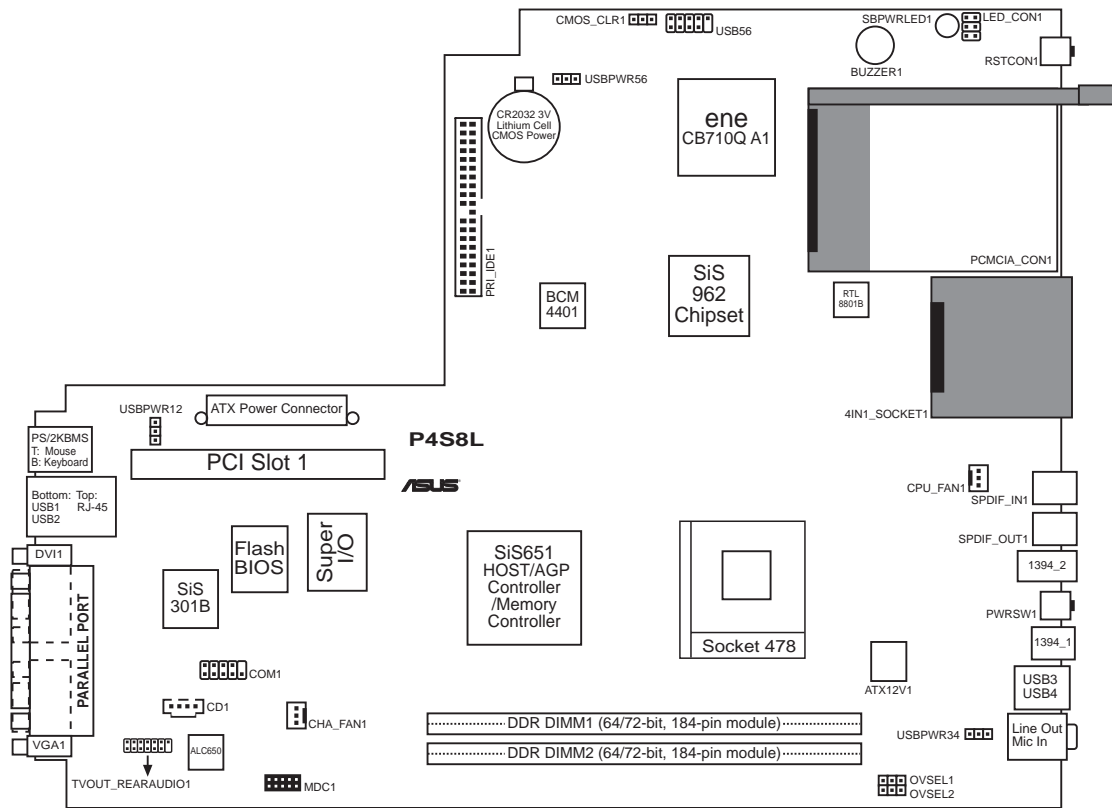 CMOS_CLR1
USB56
SBPWRLED1
LED_CON1
BUZZER1
RSTCON1
USBPWR56
CR2032 3V
Lithium Cell
CMOS Power
ene
CB710Q A1
PCMCIA_CON1
PRI_IDE1
BCM
4401
SiS
962
Chipset
RTL
8801B
4IN1_SOCKET1
USBPWR12
ATX Power Connector
PS/2KBMS
T: Mouse
B: Keyboard
PCI Slot 1
P4S8L
ASUS
Bottom: Top:
USB1 RJ-45
USB2
CPU_FAN1
SPDIF_IN1
SPDIF_OUT1
DVI1
Flash
BIOS
Super
I/O
SiS651
HOST/AGP
Controller
/Memory
Controller
1394_2
SiS
301B
PARALLEL PORT
PWRSW1
Socket 478
1394_1
COM1
ATX12V1
USB3
USB4
CD1
CHA_FAN1
DDR DIMM1 (64/72-bit, 184-pin module)
USBPWR34
Line Out
Mic In
VGA1
ALC650
DDR DIMM2 (64/72-bit, 184-pin module)
TVOUT_REARAUDIO1
MDC1
OVSEL1
OVSEL2